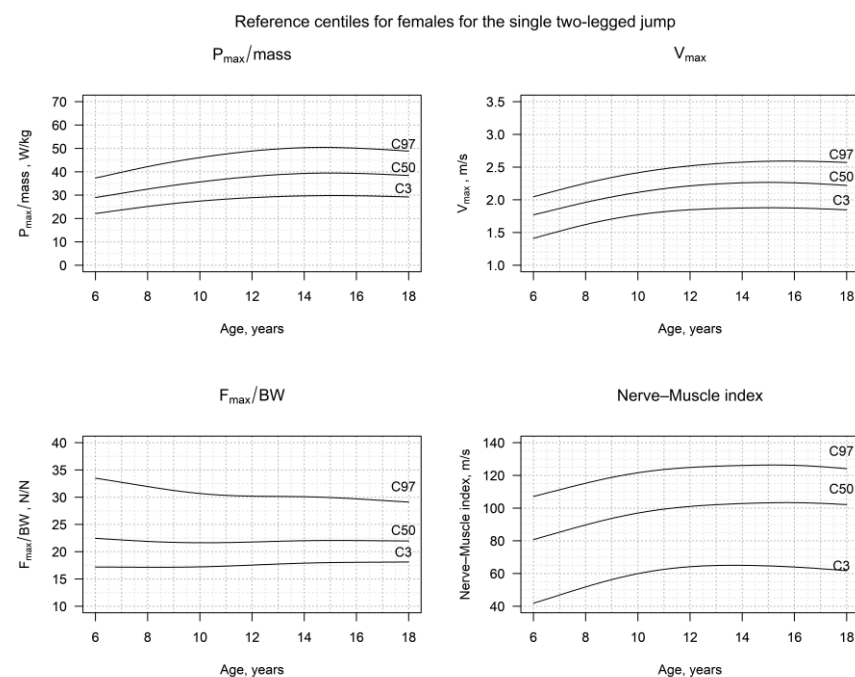 Reference centiles for females for the single two-legged jump
Pmax/mass
Pmax/mass , W/kg
70
60
50
40
30
20
10
0
C97
C50
C3
6 8 10 12 14 16 18
Age, years
Vmax
Vmax , m/s
3.5
3.0
2.5
2.0
1.5
1.0
C97
C50
C3
6 8 10 12 14 16 18
Age, years
Fmax/BW
Fmax/BW , N/N
40
35
30
25
20
15
10
C97
C50
C3
6 8 10 12 14 16 18
Age, years
Nerve–Muscle index
Nerve–Muscle index, m/s
140
120
100
80
60
40
C97
C50
C3
6 8 10 12 14 16 18
Age, years